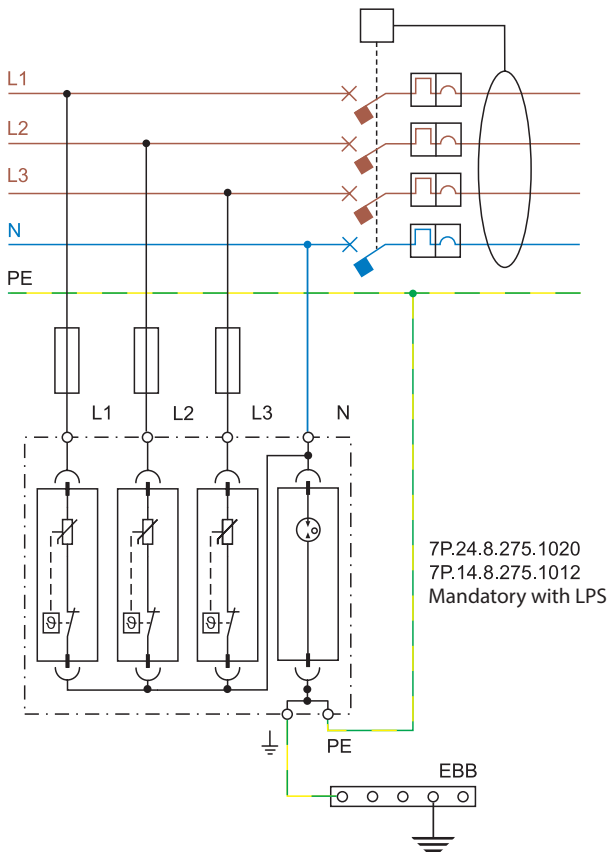 L1
L2
L3
N
PE
L1
L2
L3
N
ϑ
ϑ
ϑ
7P.24.8.275.1020
7P.14.8.275.1012
Mandatory with LPS
PE
EBB